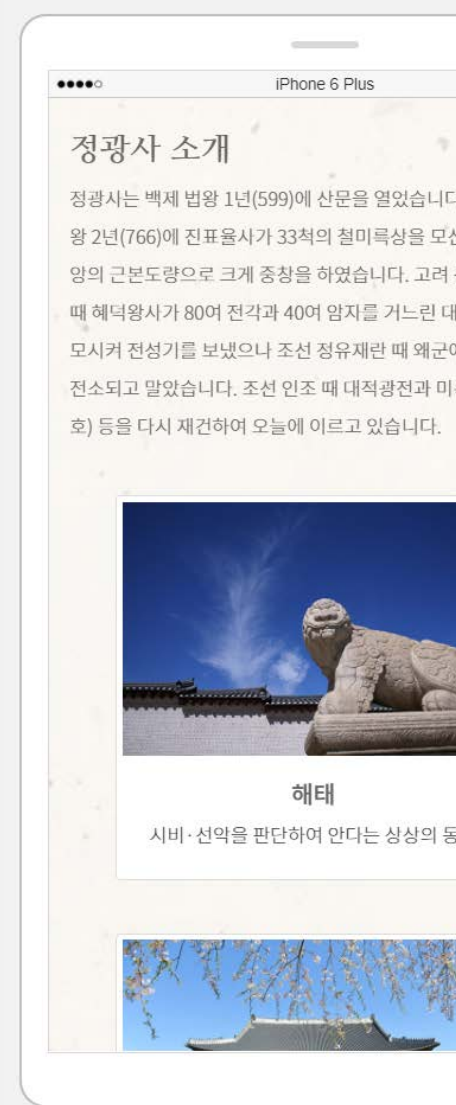 iPhone 6 Plus
정광사 소개
정광사는 백제 법왕 1년(599)에 산문을 열었습니다
왕 2년(766)에 진표율사가 33척의 철미륵상을 모신
앙의 근본도량으로 크게 중창을 하였습니다. 고려
때 혜덕왕사가 80여 전각과 40여 암자를 거느린 대
모시켜 전성기를 보냈으나 조선 정유재란 때 왜군에
전소되고 말았습니다. 조선 인조 때 대적광전과 미
호) 등을 다시 재건하여 오늘에 이르고 있습니다.
해태
시비·선악을 판단하여 안다는 상상의 동